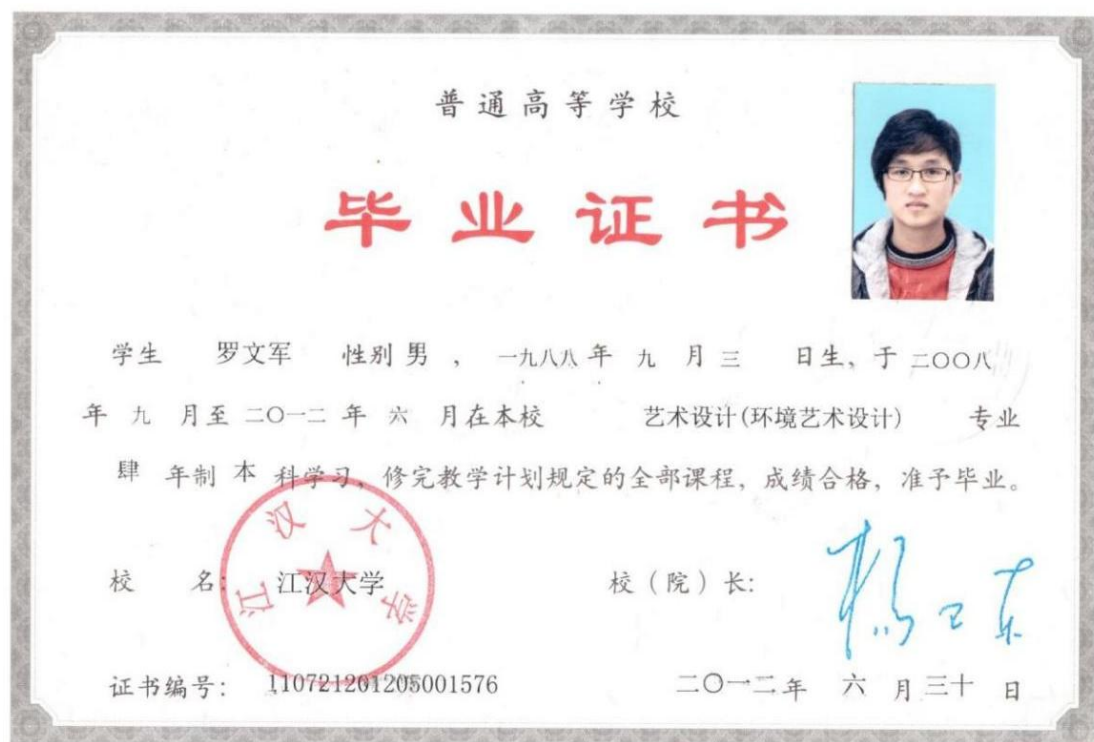 普通高等学校
毕业证书
学生 罗文军 性别 男 , 一九八八 年 九 月 三 日生, 于 二〇〇八
年 九 月至 二〇一二 年 六 月在本校 艺术设计(环境艺术设计) 专业
肆 年制 本 科学习, 修完教学计划规定的全部课程, 成绩合格, 准予毕业。
江汉大学
校 名: 江汉大学 校(院)长: 杨卫东
证书编号: 110721201205001576 二〇一二年 六 月 三十 日